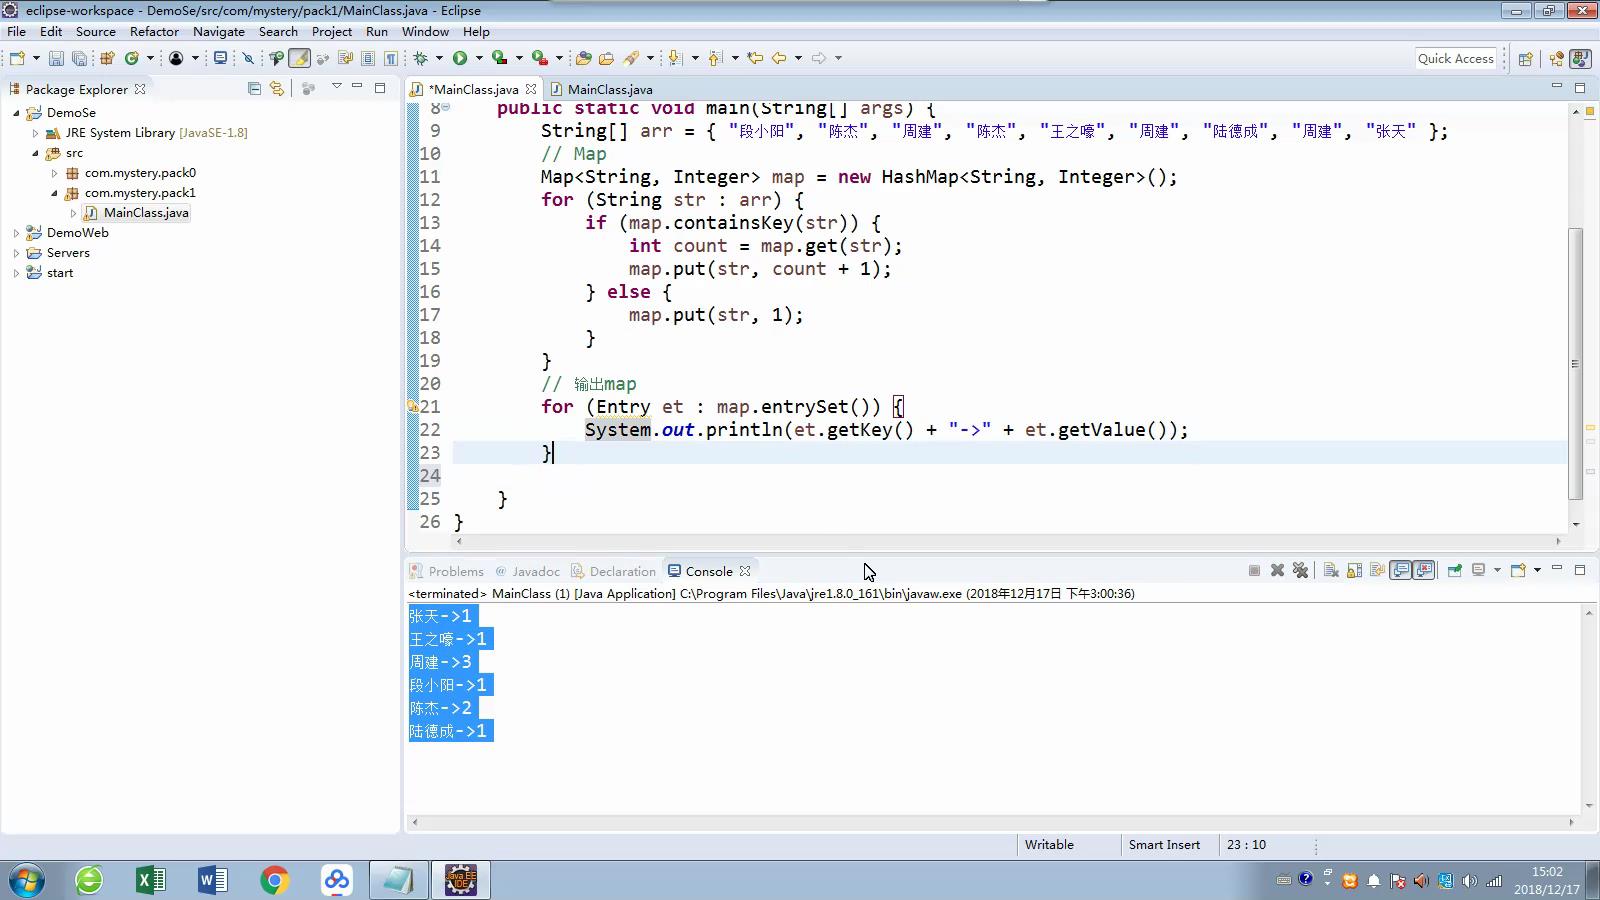 eclipse-workspace - DemoSe/src/com/mystery/pack1/MainClass.java - Eclipse
File Edit Source Refactor Navigate Search Project Run Window Help
Quick Access
Package Explorer
*MainClass.java
MainClass.java
DemoSe
JRE System Library [JavaSE-1.8]
src
com.mystery.pack0
com.mystery.pack1
MainClass.java
DemoWeb
Servers
start
8 public static void main(String[] args) {
9 String[] arr = { "段小阳", "陈杰", "周建", "陈杰", "王之嚎", "周建", "陆德成", "周建", "张天" };
10 // Map
11 Map<String, Integer> map = new HashMap<String, Integer>();
12 for (String str : arr) {
13 if (map.containsKey(str)) {
14 int count = map.get(str);
15 map.put(str, count + 1);
16 } else {
17 map.put(str, 1);
18 }
19 }
20 // 输出map
21 for (Entry et : map.entrySet()) {
22 System.out.println(et.getKey() + "->" + et.getValue());
23 }
24
25 }
26 }
Problems @ Javadoc Declaration Console
<terminated> MainClass (1) [Java Application] C:\Program Files\Java\jre1.8.0_161\bin\javaw.exe (2018年12月17日 下午3:00:36)
张天->1
王之嚎->1
周建->3
段小阳->1
陈杰->2
陆德成->1
Writable Smart Insert 23 : 10
Java EE
IDE
15:02
2018/12/17